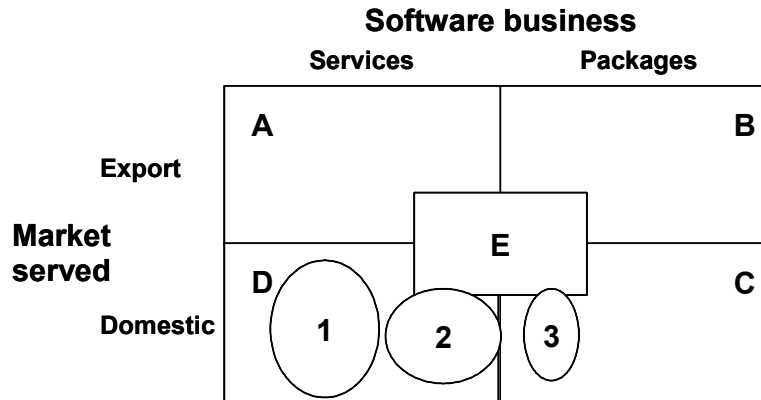 Software business
Services Packages
A B
Export
Market
served
E
D C
Domestic
1 2 3